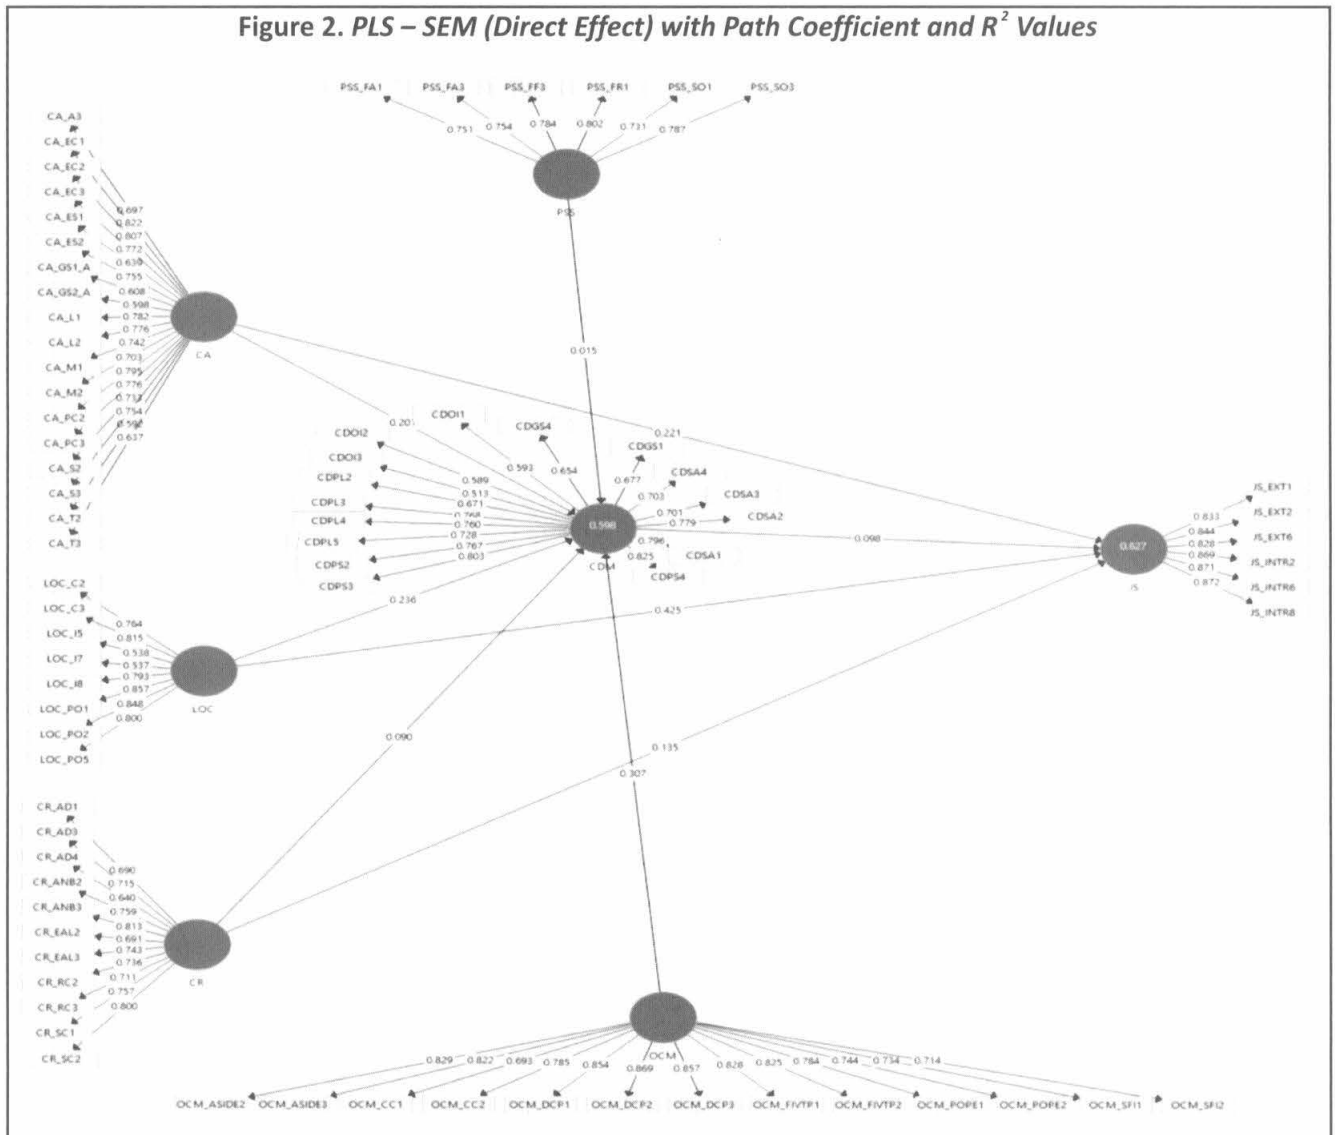 Figure 2. PLS – SEM (Direct Effect) with Path Coefficient and R² Values
PSS_FA1 PSS_FA3 PSS_FF3 PSS_FR1 PSS_SO1 PSS_SO3
0.751 0.754 0.784 0.802 0.731 0.787
PSS
CA_A3
CA_EC1
CA_EC2
CA_EC3
CA_ES1
CA_ES2
CA_GS1_A
CA_GS2_A
CA_L1
CA_L2
CA_M1
CA_M2
CA_PC2
CA_PC3
CA_S2
CA_S3
CA_T2
CA_T3
0.697
0.822
0.807
0.772
0.630
0.755
0.608
0.598
0.782
0.776
0.742
0.703
0.795
0.776
0.733
0.754
0.592
0.637
CA
0.015
0.221
CDOI1
CDOI2
CDOI3
CDPL2
CDPL3
CDPL4
CDPL5
CDPS2
CDPS3
CDGS4
CDGS1
CDSA4
CDSA3
CDSA2
CDSA1
CDPS4
0.593
0.589
0.513
0.671
0.760
0.728
0.767
0.803
0.654
0.677
0.703
0.701
0.779
0.796
0.825
0.598
CDM
0.098
0.236
0.425
LOC_C2
LOC_C3
LOC_I5
LOC_I7
LOC_I8
LOC_PO1
LOC_PO2
LOC_PO5
0.764
0.815
0.538
0.537
0.793
0.857
0.848
0.800
LOC
0.090
0.135
0.307
JS_EXT1
JS_EXT2
JS_EXT6
JS_INTR2
JS_INTR6
JS_INTR8
0.833
0.844
0.828
0.869
0.871
0.872
0.627
JS
CR_AD1
CR_AD3
CR_AD4
CR_ANB2
CR_ANB3
CR_EAL2
CR_EAL3
CR_RC2
CR_RC3
CR_SC1
CR_SC2
0.690
0.715
0.640
0.759
0.813
0.691
0.743
0.736
0.711
0.757
0.800
CR
OCM
0.829 0.822 0.693 0.785 0.854 0.869 0.857 0.828 0.825 0.784 0.744 0.734 0.714
OCM_ASIDE2 OCM_ASIDE3 OCM_CC1 OCM_CC2 OCM_DCP1 OCM_DCP2 OCM_DCP3 OCM_FIVTP1 OCM_FIVTP2 OCM_POPE1 OCM_POPE2 OCM_SFI1 OCM_SFI2